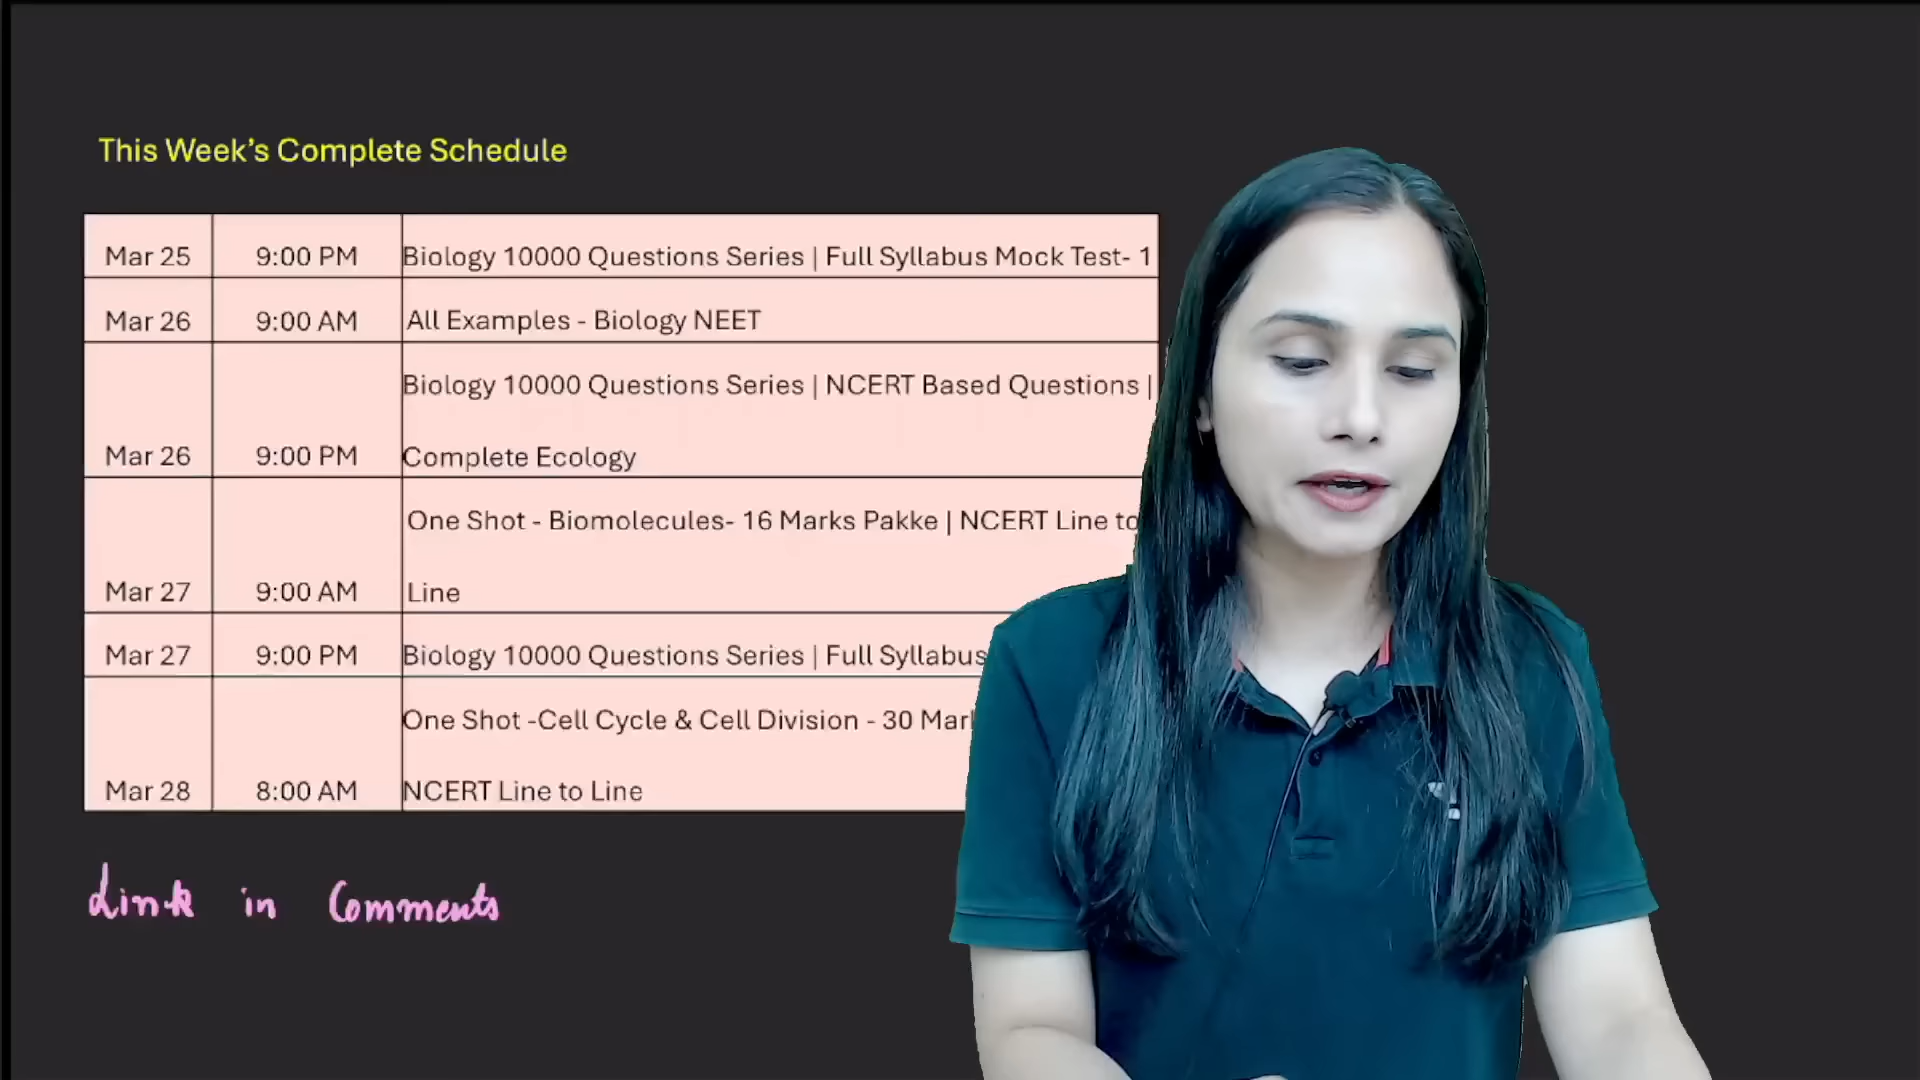 This Week's Complete Schedule
Mar 25 9:00 PM Biology 10000 Questions Series | Full Syllabus Mock Test- 1
Mar 26 9:00 AM All Examples - Biology NEET
Biology 10000 Questions Series | NCERT Based Questions |
Mar 26 9:00 PM Complete Ecology
One Shot - Biomolecules- 16 Marks Pakke | NCERT Line to
Mar 27 9:00 AM Line
Mar 27 9:00 PM Biology 10000 Questions Series | Full Syllabus
One Shot -Cell Cycle & Cell Division - 30
Mar 28 8:00 AM NCERT Line to Line
Link in Comments